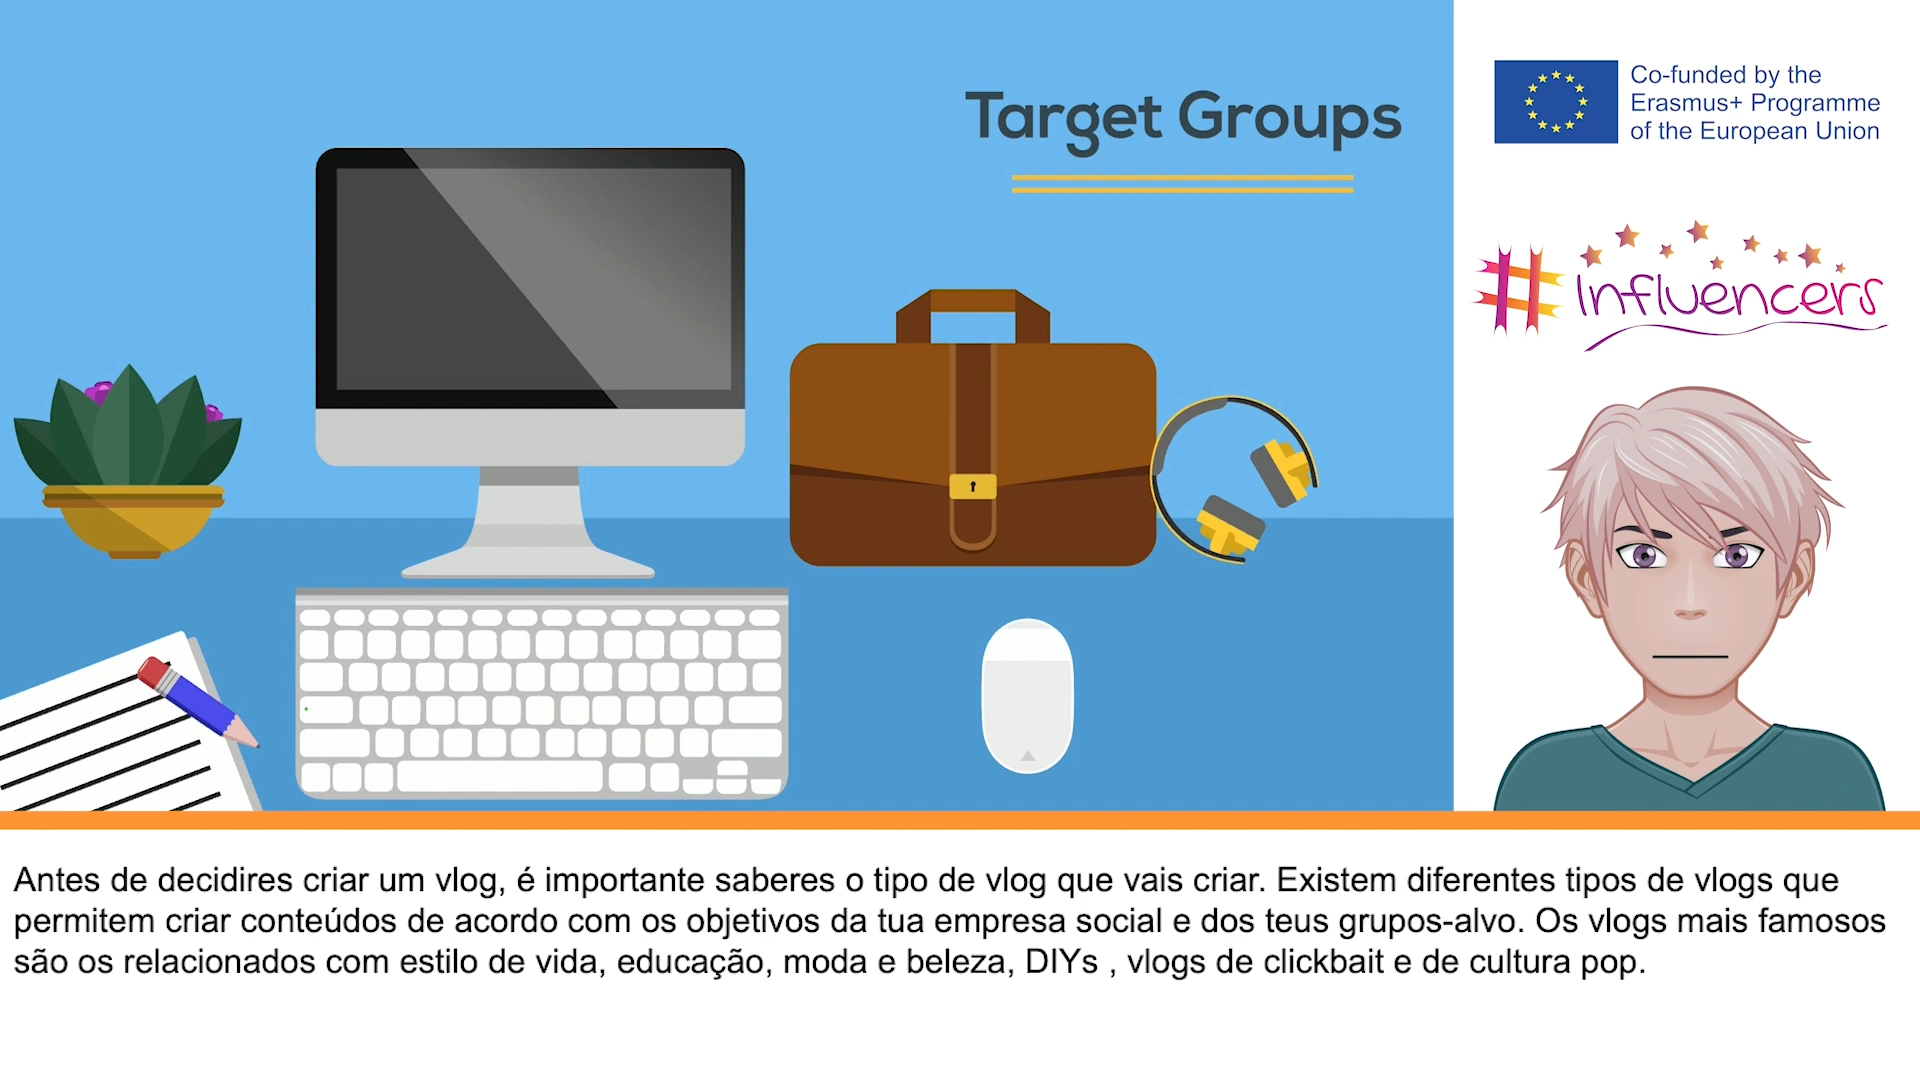 Target Groups
Co-funded by the
Erasmus+ Programme
of the European Union
#Influencers
Antes de decidires criar um vlog, é importante saberes o tipo de vlog que vais criar. Existem diferentes tipos de vlogs que
permitem criar conteúdos de acordo com os objetivos da tua empresa social e dos teus grupos-alvo. Os vlogs mais famosos
são os relacionados com estilo de vida, educação, moda e beleza, DIYs , vlogs de clickbait e de cultura pop.